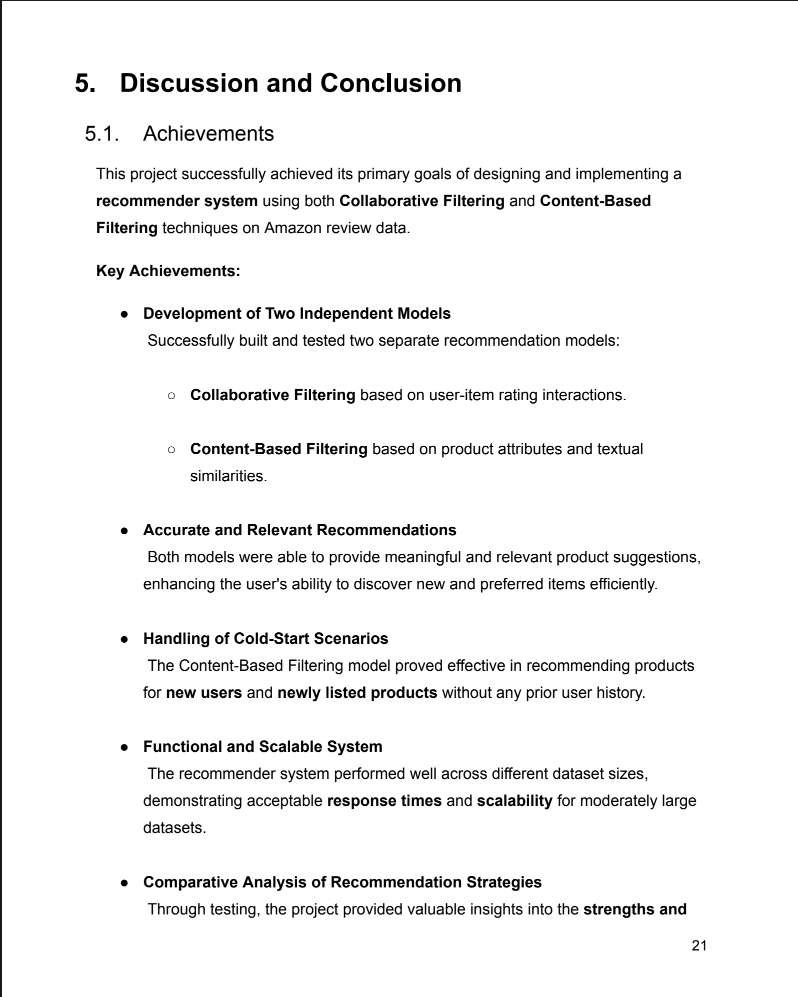 5. Discussion and Conclusion
5.1. Achievements
This project successfully achieved its primary goals of designing and implementing a
recommender system using both Collaborative Filtering and Content-Based
Filtering techniques on Amazon review data.
Key Achievements:
● Development of Two Independent Models
Successfully built and tested two separate recommendation models:
○ Collaborative Filtering based on user-item rating interactions.
○ Content-Based Filtering based on product attributes and textual
similarities.
● Accurate and Relevant Recommendations
Both models were able to provide meaningful and relevant product suggestions,
enhancing the user's ability to discover new and preferred items efficiently.
● Handling of Cold-Start Scenarios
The Content-Based Filtering model proved effective in recommending products
for new users and newly listed products without any prior user history.
● Functional and Scalable System
The recommender system performed well across different dataset sizes,
demonstrating acceptable response times and scalability for moderately large
datasets.
● Comparative Analysis of Recommendation Strategies
Through testing, the project provided valuable insights into the strengths and
21